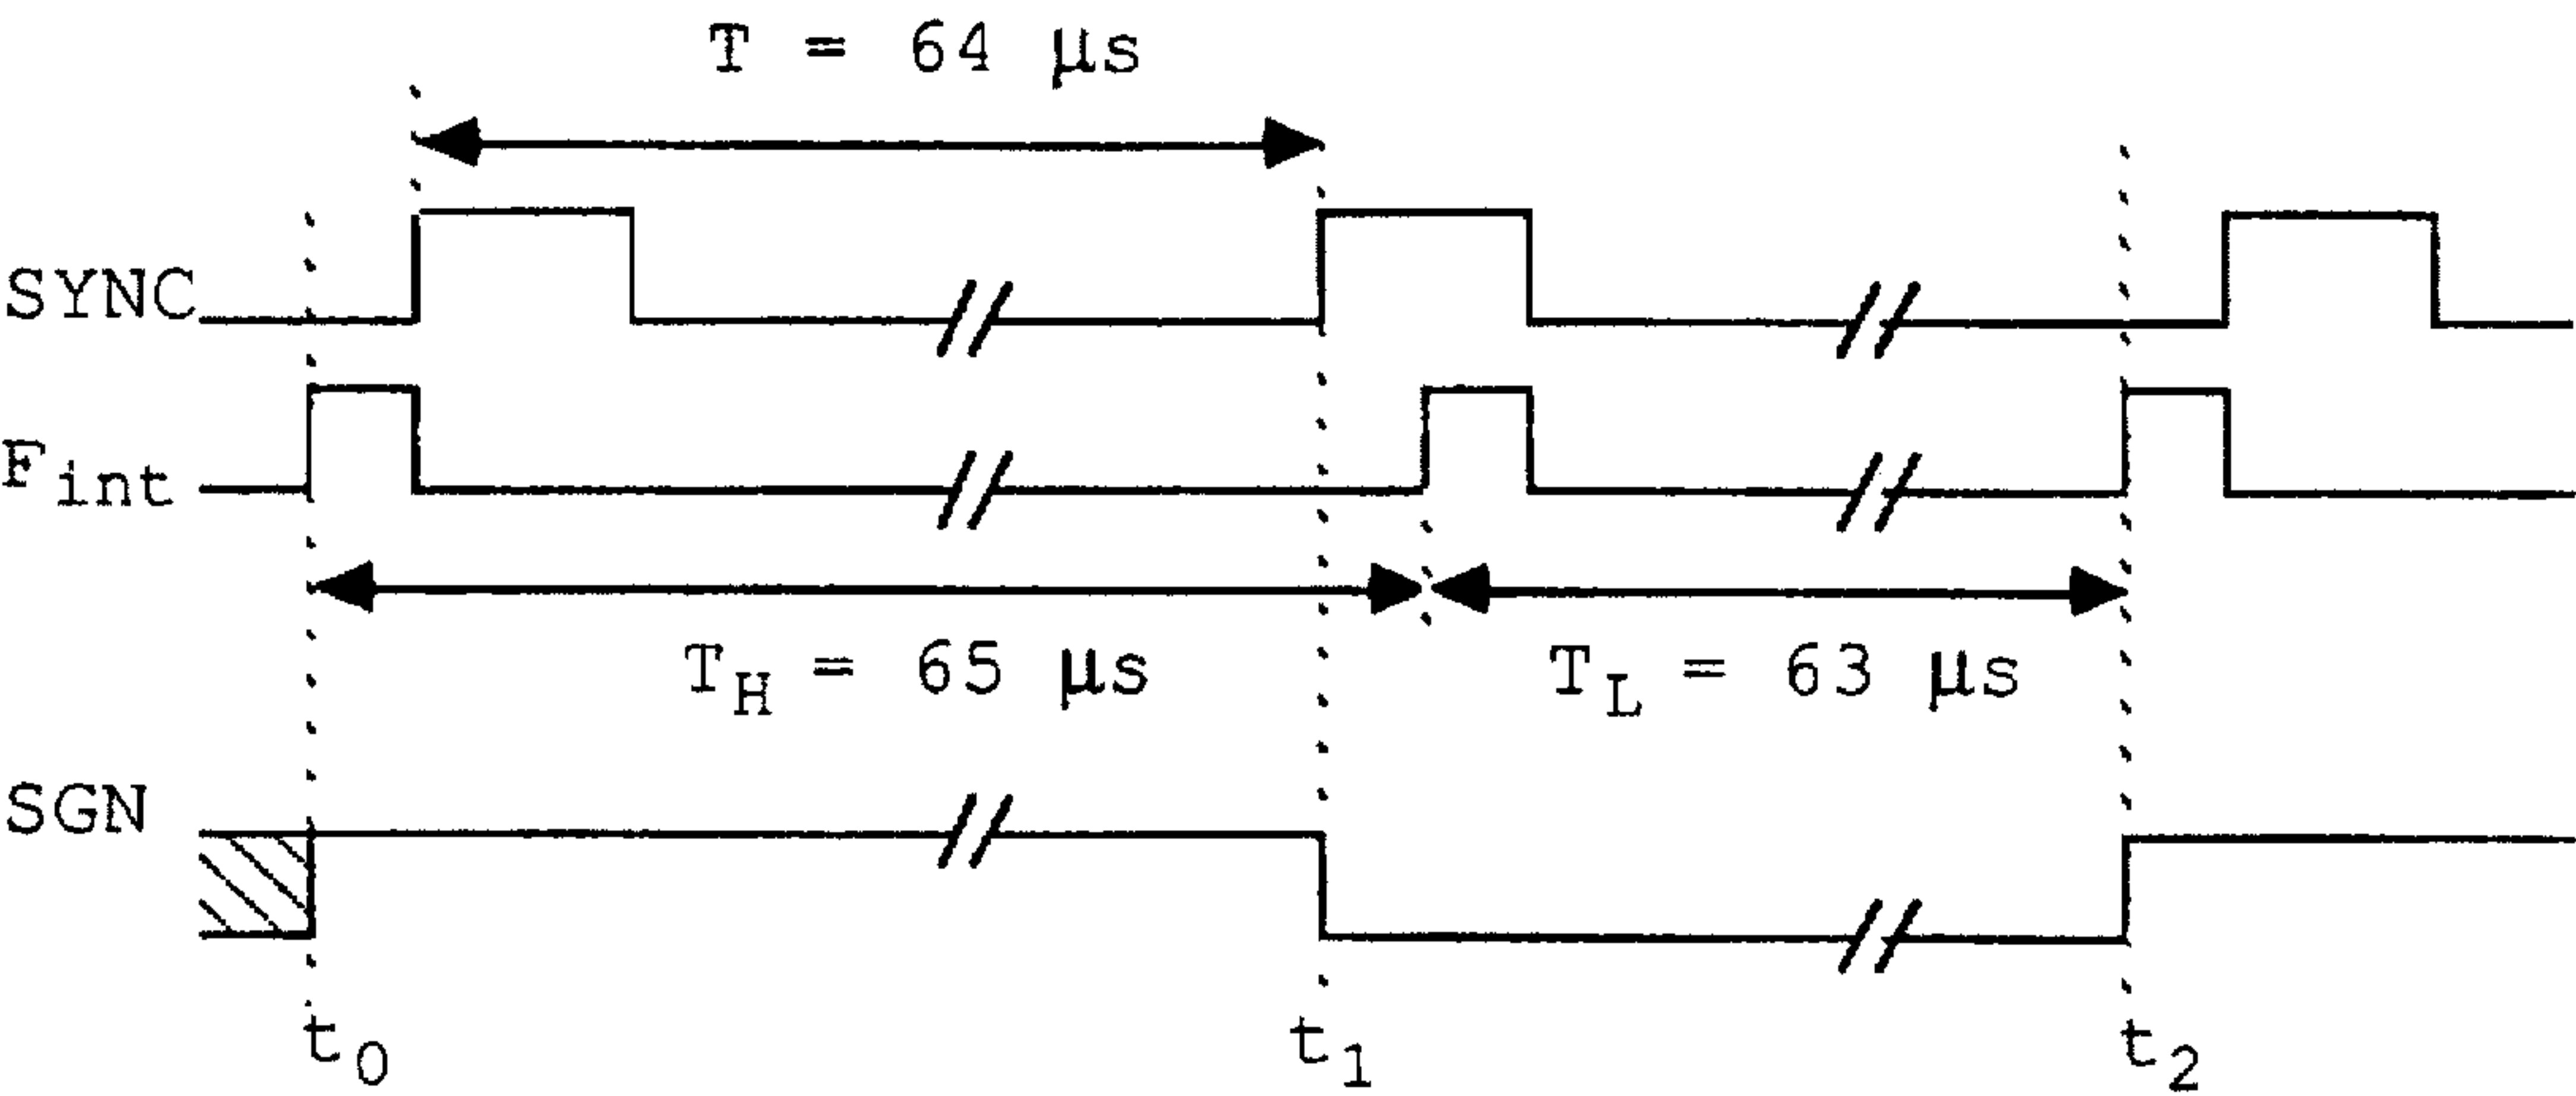 T = 64 μs
SYNC
Fint
TH = 65 μs
TL = 63 μs
SGN
t0
t1
t2